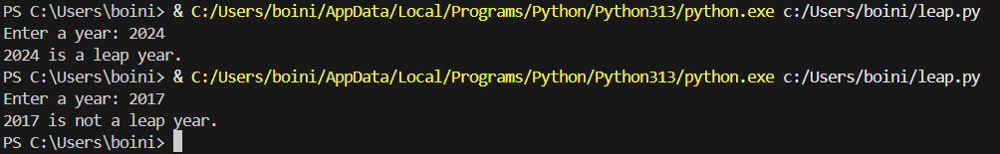 PS C:\Users\boini> & C:/Users/boini/AppData/Local/Programs/Python/Python313/python.exe c:/Users/boini/leap.py
Enter a year: 2024
2024 is a leap year.
PS C:\Users\boini> & C:/Users/boini/AppData/Local/Programs/Python/Python313/python.exe c:/Users/boini/leap.py
Enter a year: 2017
2017 is not a leap year.
PS C:\Users\boini>